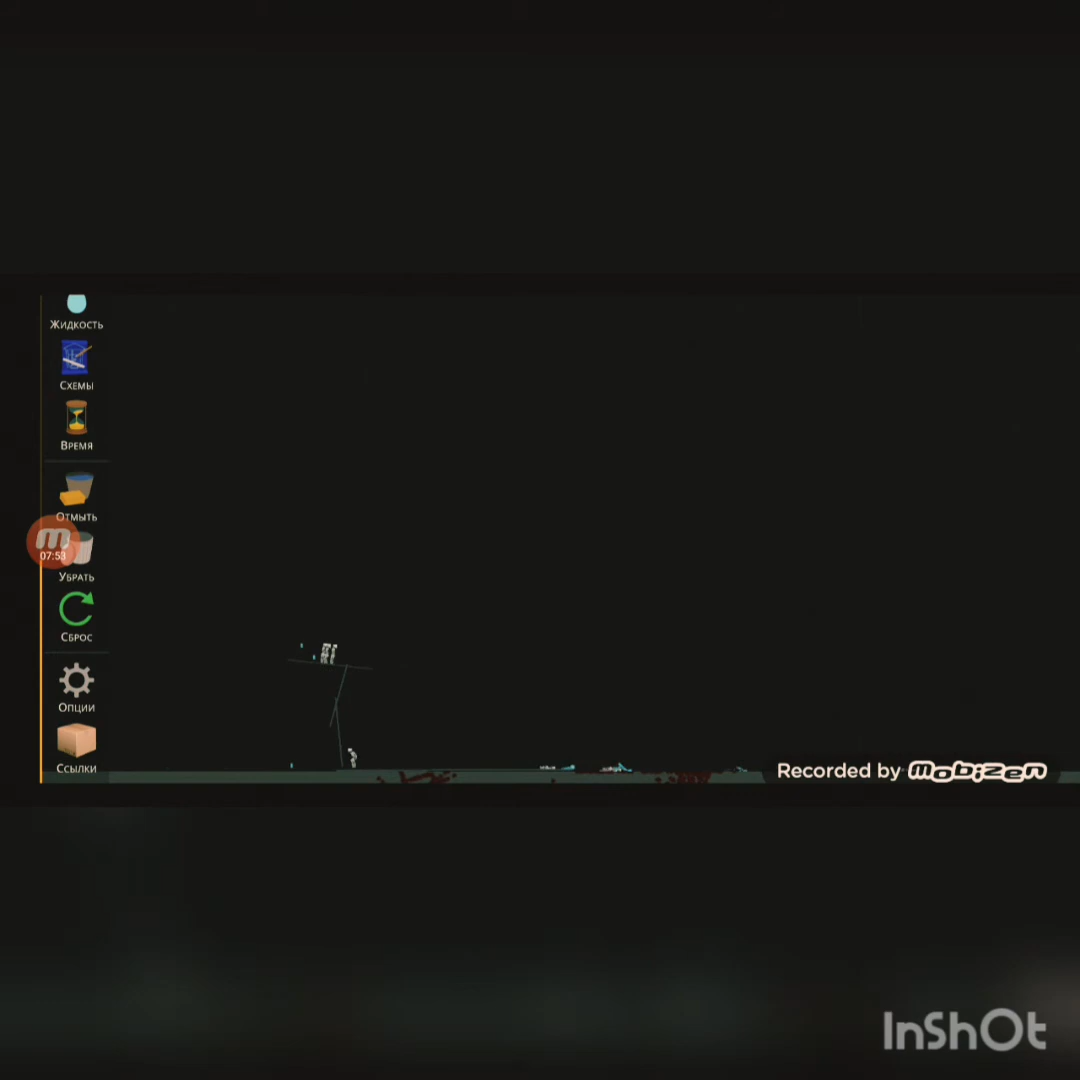 Жидкость
Схемы
Время
Отмыть
m
07:53
Убрать
Сброс
Опции
Ссылки
Recorded by mobizen
InShOt